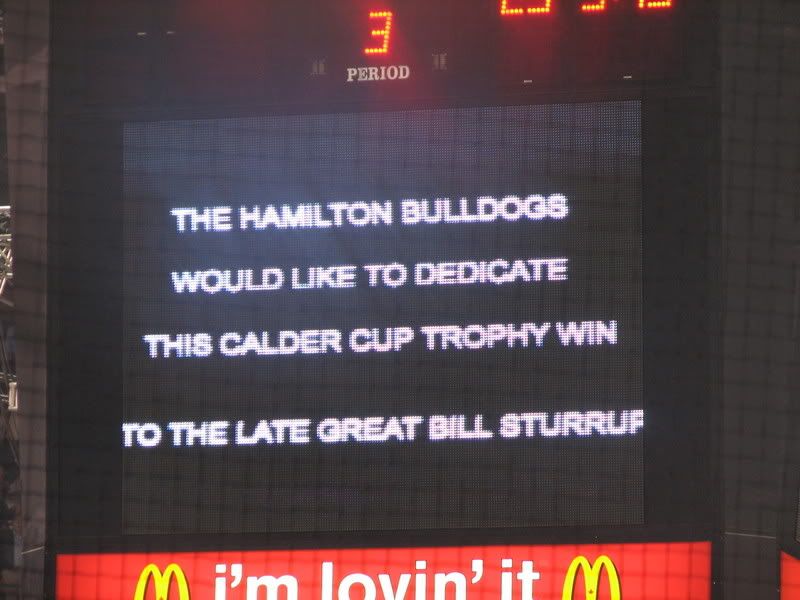 3
PERIOD
THE HAMILTON BULLDOGS
WOULD LIKE TO DEDICATE
THIS CALDER CUP TROPHY WIN
TO THE LATE GREAT BILL STURRUP
i'm lovin' it